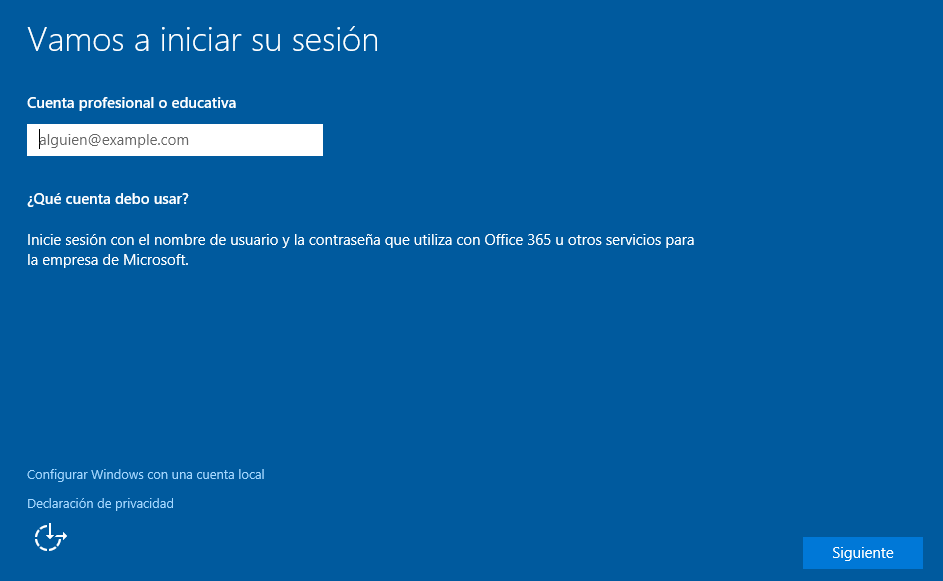 Vamos a iniciar su sesión
Cuenta profesional o educativa
alguien@example.com
¿Qué cuenta debo usar?
Inicie sesión con el nombre de usuario y la contraseña que utiliza con Office 365 u otros servicios para
la empresa de Microsoft.
Configurar Windows con una cuenta local
Declaración de privacidad
Siguiente